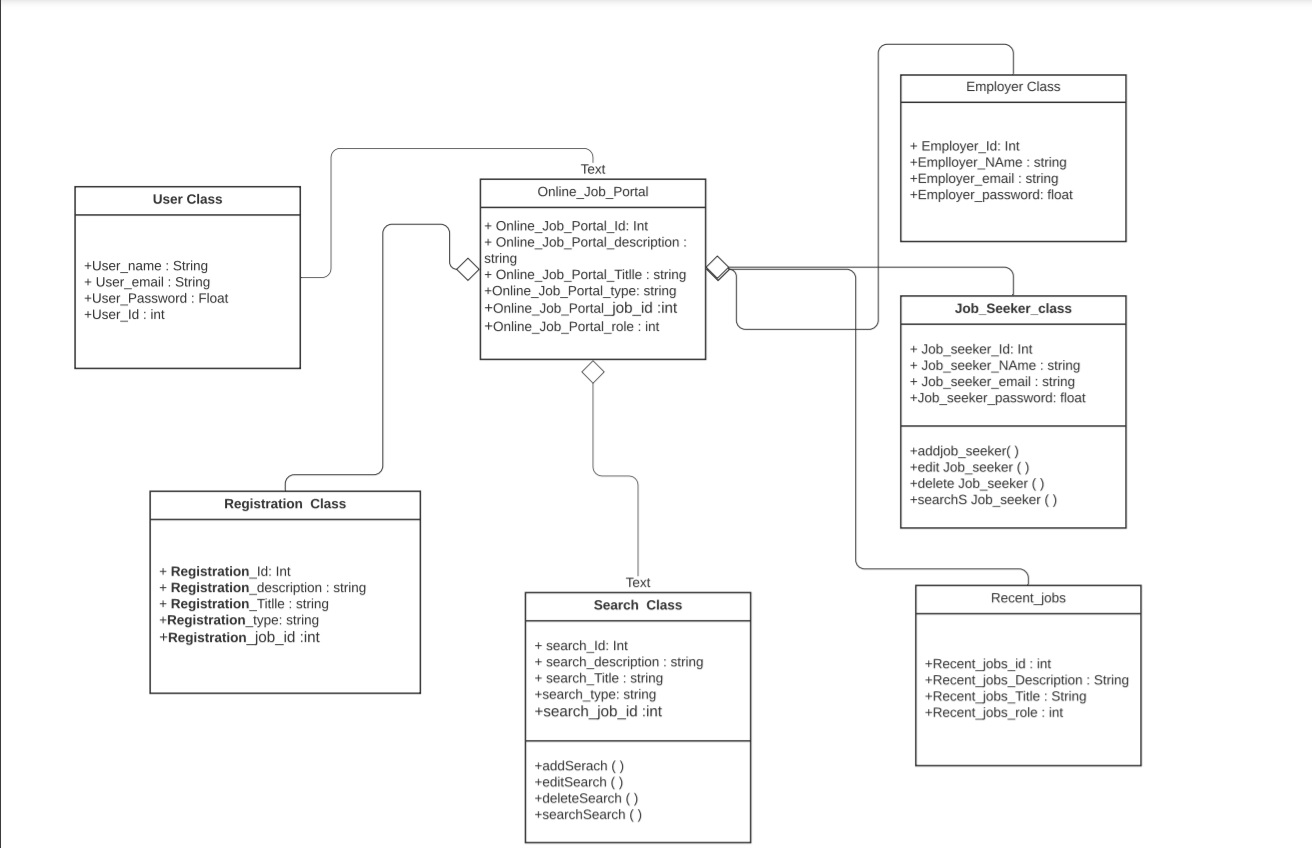 Employer Class
+ Employer_Id: Int
+Emplloyer_NAme : string
+Employer_email : string
+Employer_password: float
Text
Online_Job_Portal
+ Online_Job_Portal_Id: Int
+ Online_Job_Portal_description :
string
+ Online_Job_Portal_Titlle : string
+Online_Job_Portal_type: string
+Online_Job_Portal_job_id :int
+Online_Job_Portal_role : int
User Class
+User_name : String
+ User_email : String
+User_Password : Float
+User_Id : int
Job_Seeker_class
+ Job_seeker_Id: Int
+ Job_seeker_NAme : string
+ Job_seeker_email : string
+Job_seeker_password: float
+addjob_seeker( )
+edit Job_seeker ( )
+delete Job_seeker ( )
+searchS Job_seeker ( )
Registration  Class
+ Registration_Id: Int
+ Registration_description : string
+ Registration_Titlle : string
+Registration_type: string
+Registration_job_id :int
Text
Search  Class
+ search_Id: Int
+ search_description : string
+ search_Title : string
+search_type: string
+search_job_id :int
+addSerach ( )
+editSearch ( )
+deleteSearch ( )
+searchSearch ( )
Recent_jobs
+Recent_jobs_id : int
+Recent_jobs_Description : String
+Recent_jobs_Title : String
+Recent_jobs_role : int